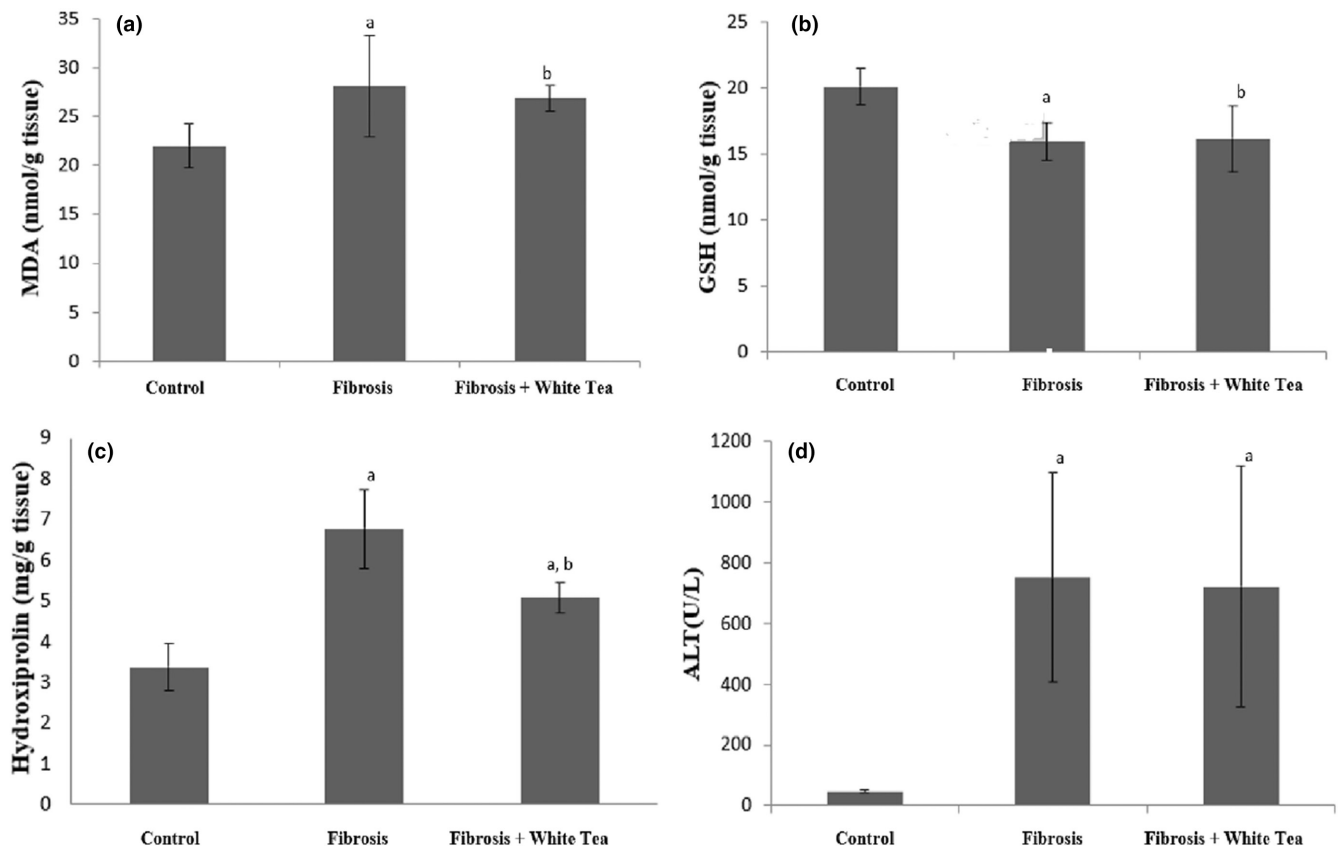 (a)
MDA (nmol/g tissue)
35
30
25
20
15
10
5
0
a
b
Control
Fibrosis
Fibrosis + White Tea
(b)
GSH (nmol/g tissue)
25
20
15
10
5
0
a
b
Control
Fibrosis
Fibrosis + White Tea
(c)
Hydroxiprolin (mg/g tissue)
9
8
7
6
5
4
3
2
1
0
a
a, b
Control
Fibrosis
Fibrosis + White Tea
(d)
ALT(U/L)
1200
1000
800
600
400
200
0
a
a
Control
Fibrosis
Fibrosis + White Tea